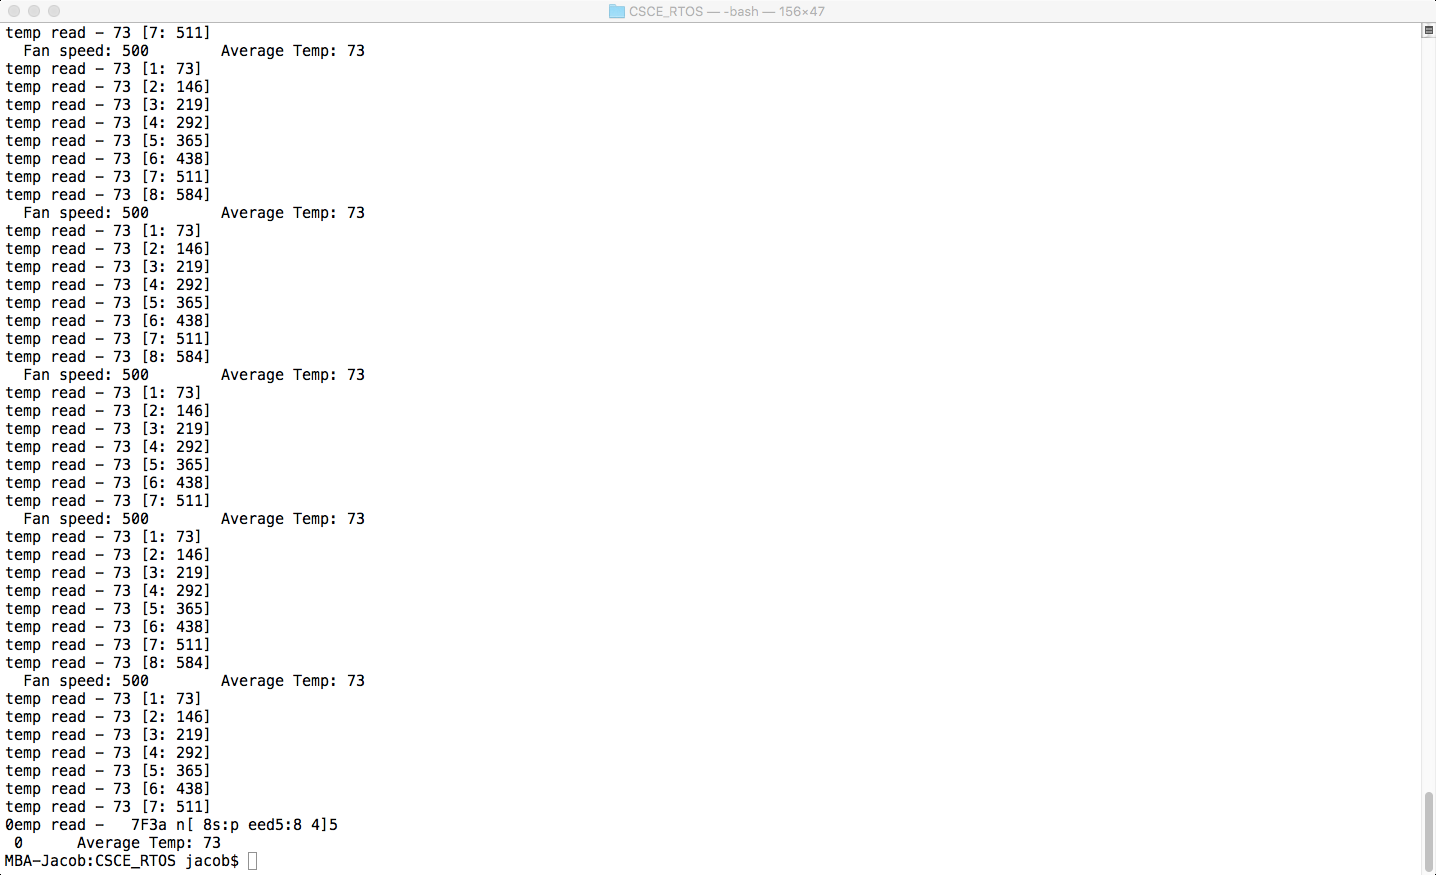 CSCE_RTOS — -bash — 156×47
temp read - 73 [7: 511]
  Fan speed: 500        Average Temp: 73
temp read - 73 [1: 73]
temp read - 73 [2: 146]
temp read - 73 [3: 219]
temp read - 73 [4: 292]
temp read - 73 [5: 365]
temp read - 73 [6: 438]
temp read - 73 [7: 511]
temp read - 73 [8: 584]
  Fan speed: 500        Average Temp: 73
temp read - 73 [1: 73]
temp read - 73 [2: 146]
temp read - 73 [3: 219]
temp read - 73 [4: 292]
temp read - 73 [5: 365]
temp read - 73 [6: 438]
temp read - 73 [7: 511]
temp read - 73 [8: 584]
  Fan speed: 500        Average Temp: 73
temp read - 73 [1: 73]
temp read - 73 [2: 146]
temp read - 73 [3: 219]
temp read - 73 [4: 292]
temp read - 73 [5: 365]
temp read - 73 [6: 438]
temp read - 73 [7: 511]
  Fan speed: 500        Average Temp: 73
temp read - 73 [1: 73]
temp read - 73 [2: 146]
temp read - 73 [3: 219]
temp read - 73 [4: 292]
temp read - 73 [5: 365]
temp read - 73 [6: 438]
temp read - 73 [7: 511]
temp read - 73 [8: 584]
  Fan speed: 500        Average Temp: 73
temp read - 73 [1: 73]
temp read - 73 [2: 146]
temp read - 73 [3: 219]
temp read - 73 [4: 292]
temp read - 73 [5: 365]
temp read - 73 [6: 438]
temp read - 73 [7: 511]
0emp read -   7F3a n[ 8s:p eed5:8 4]5
 0      Average Temp: 73
MBA-Jacob:CSCE_RTOS jacob$